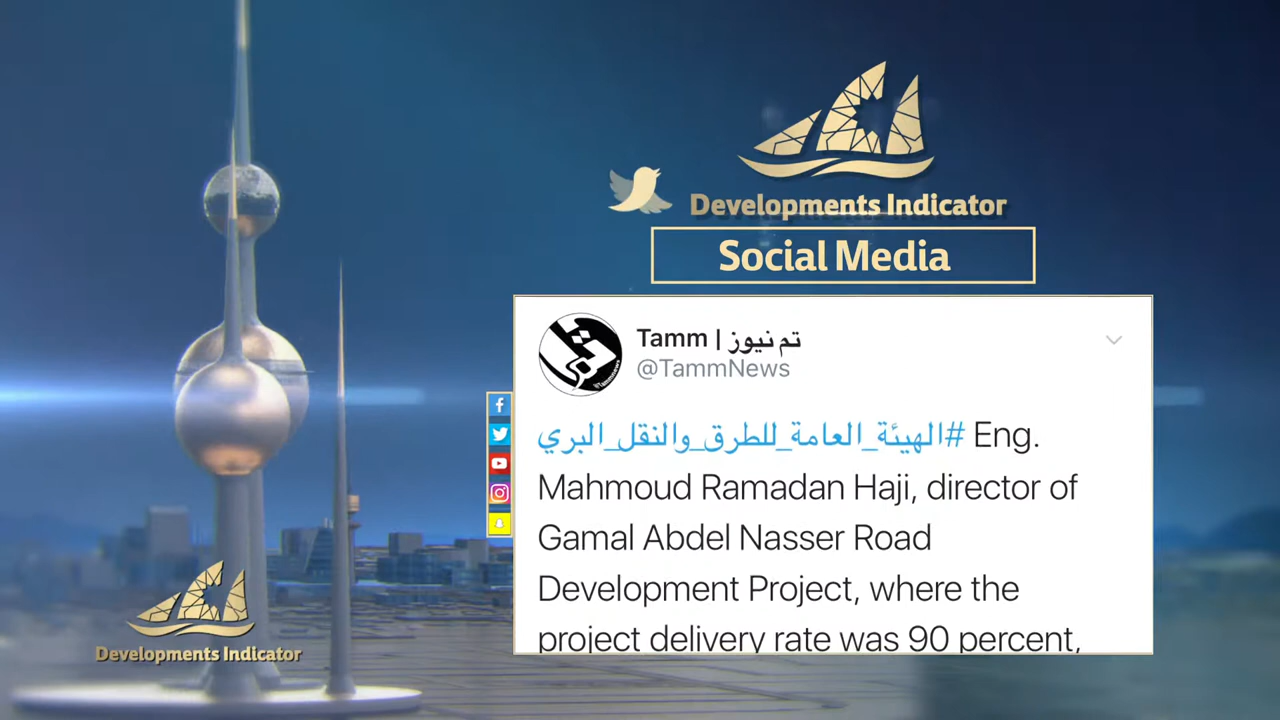 Developments Indicator
Social Media
Tamm | تم نيوز
@TammNews
#الهيئة_العامة_للطرق_والنقل_البري Eng.
Mahmoud Ramadan Haji, director of
Gamal Abdel Nasser Road
Development Project, where the
project delivery rate was 90 percent,
Developments Indicator